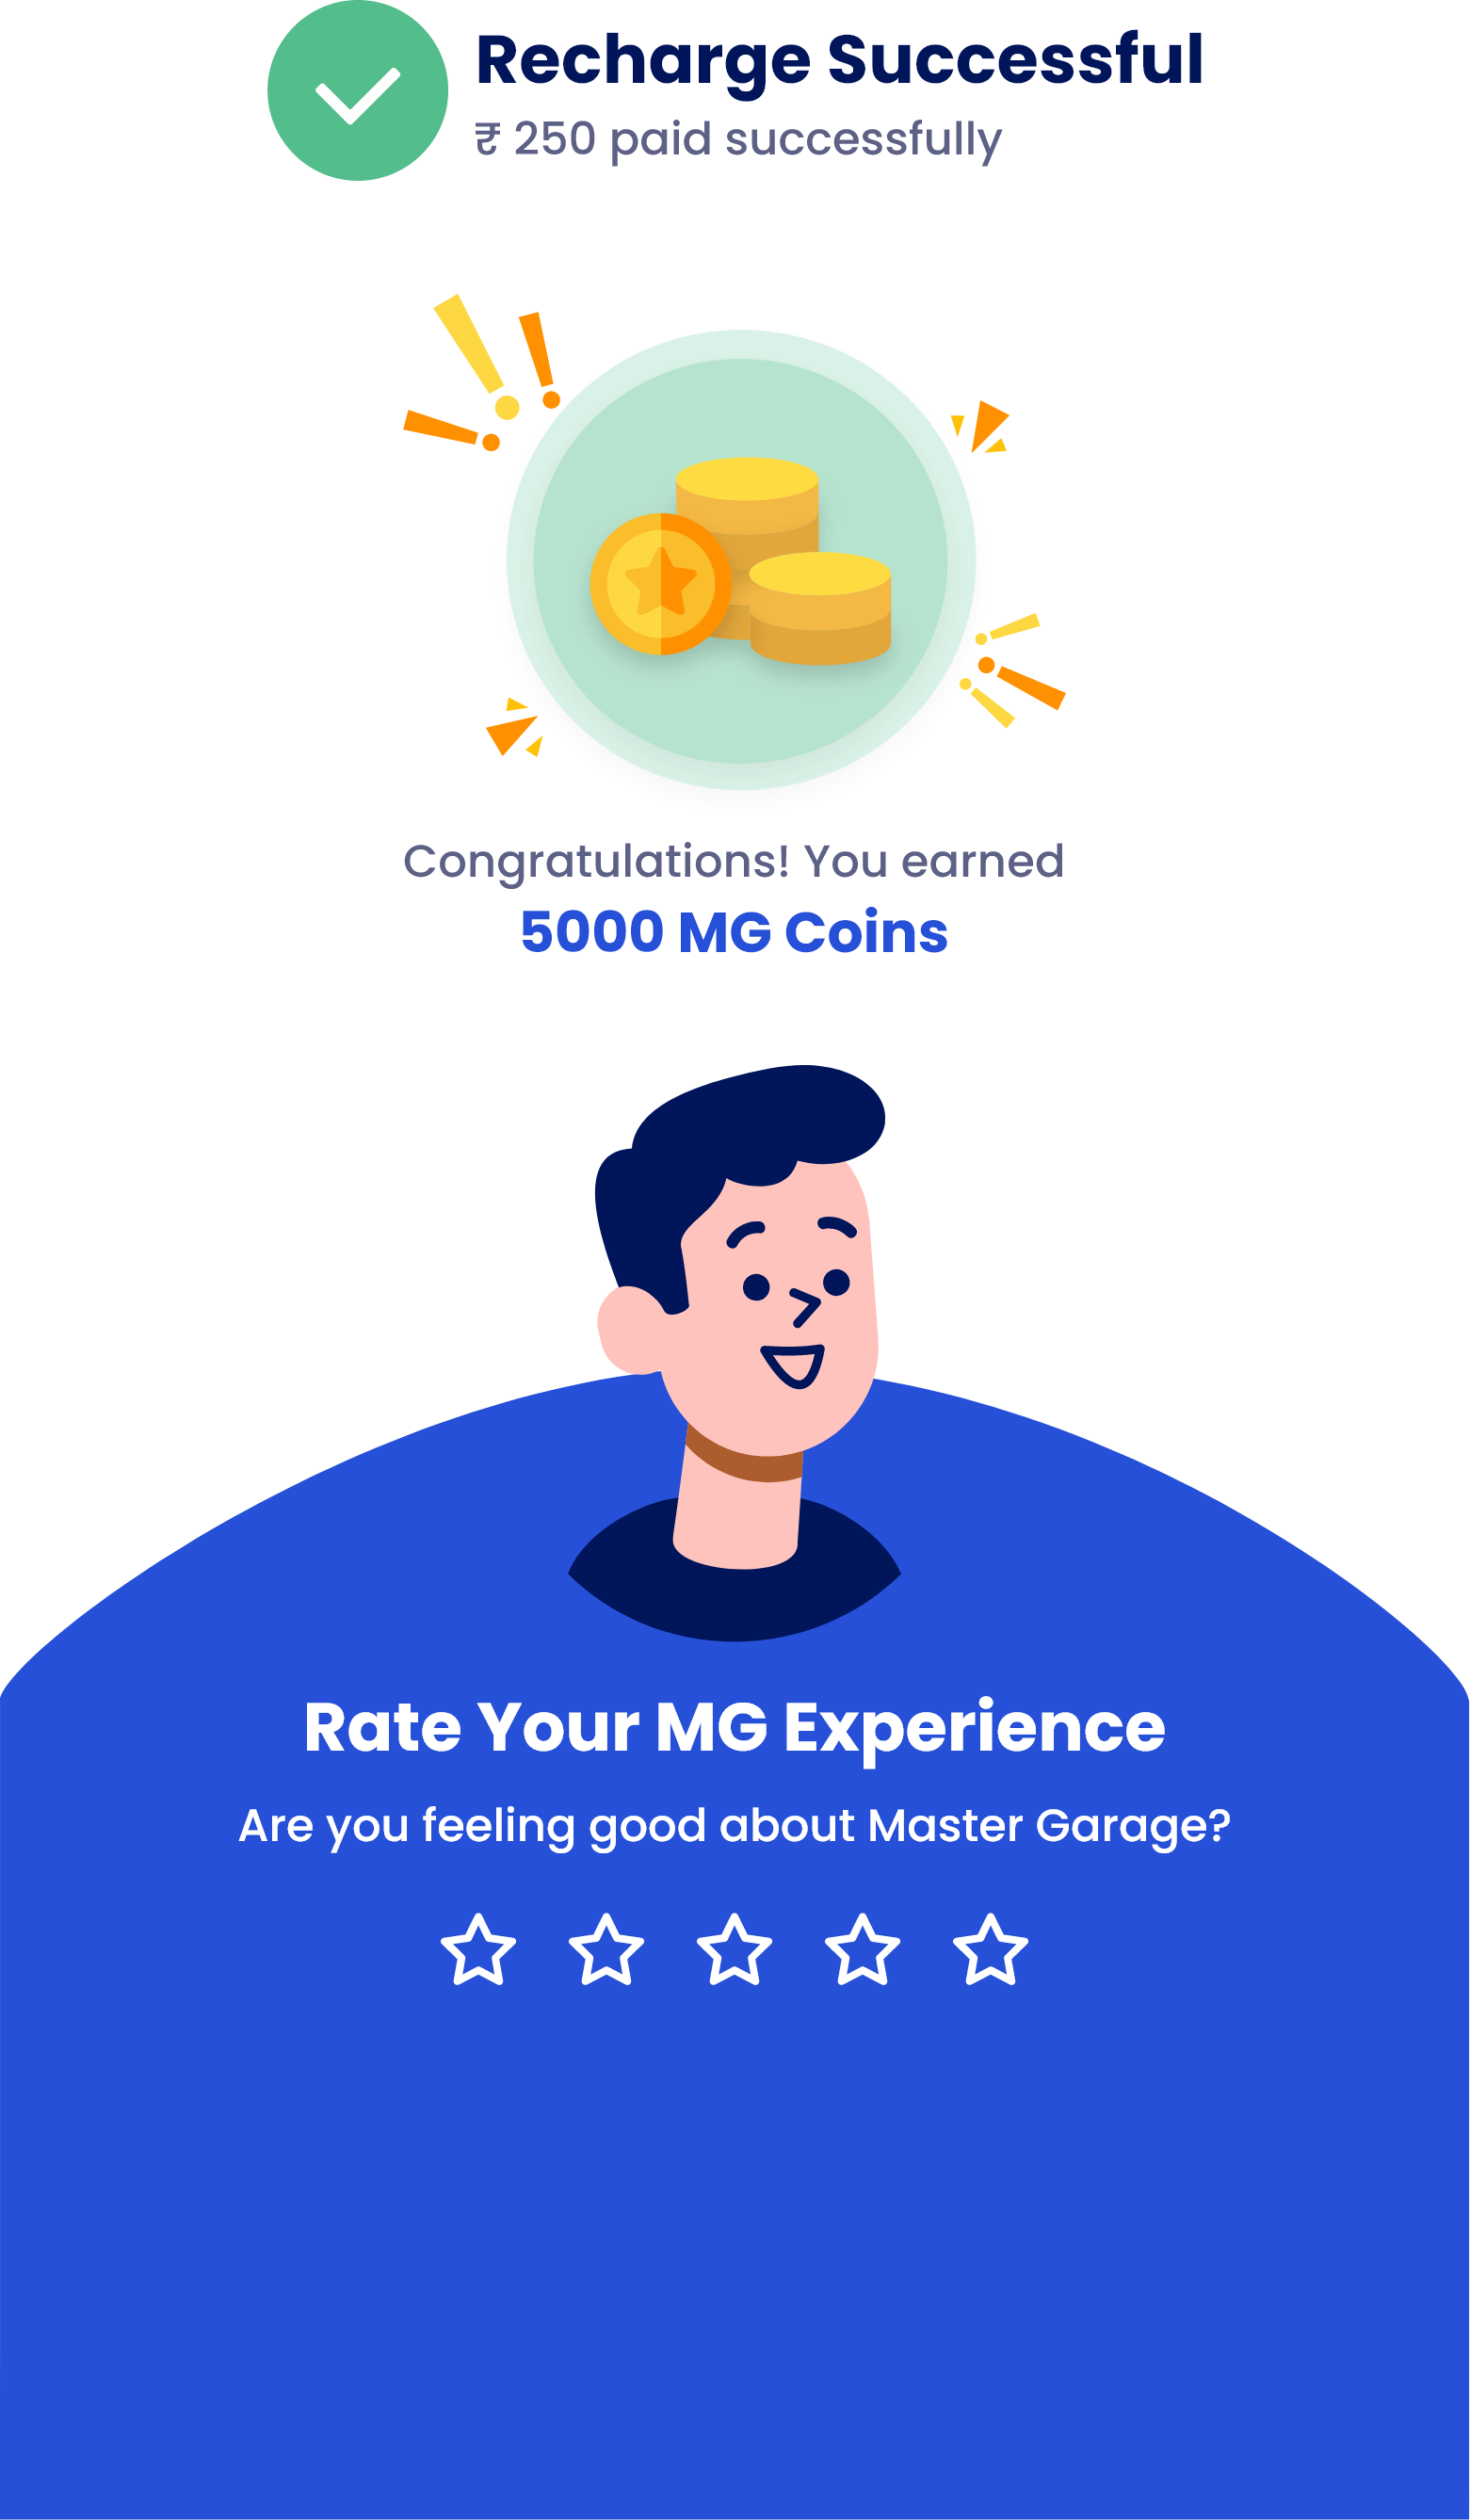 Recharge Successful
₹ 250 paid successfully
Congratulations! You earned
5000 MG Coins
Rate Your MG Experience
Are you feeling good about Master Garage?